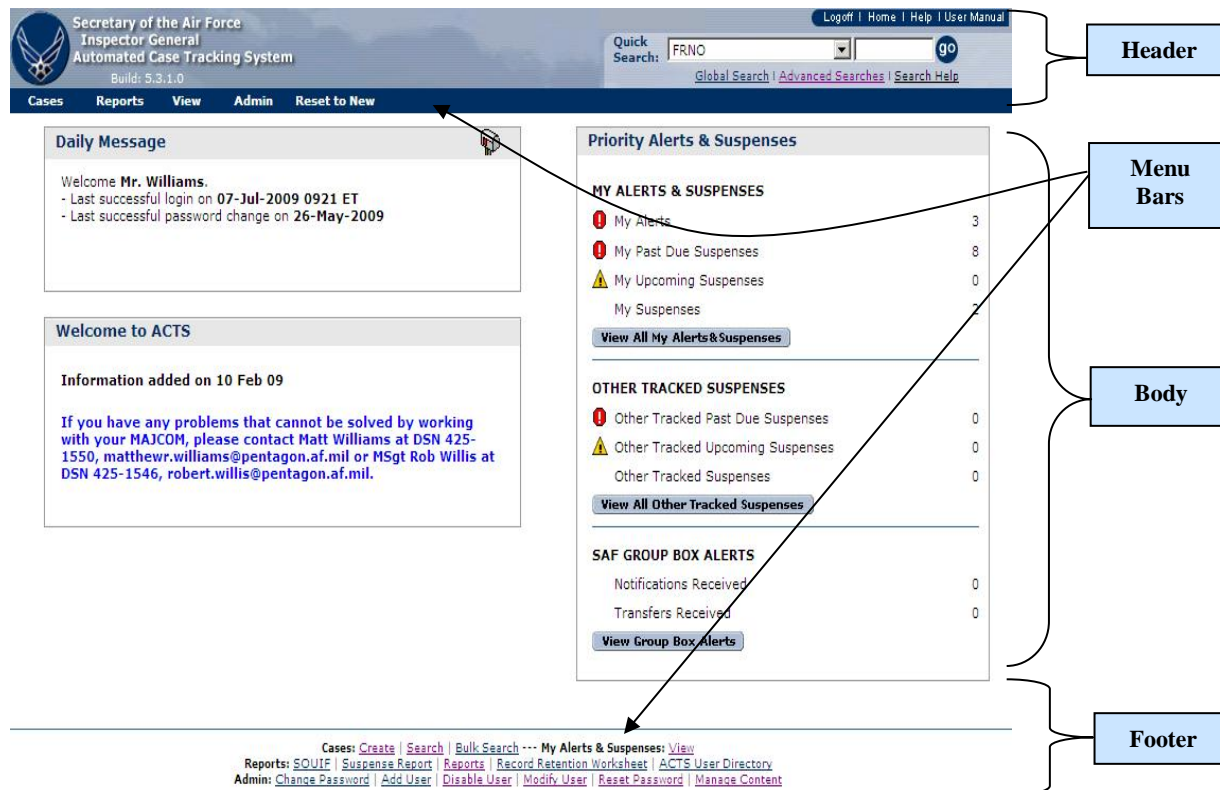 Secretary of the Air Force
Inspector General
Automated Case Tracking System
Build: 5.3.1.0
Logoff | Home | Help | User Manual
Quick Search: FRNO go
Global Search | Advanced Searches | Search Help
Cases Reports View Admin Reset to New
Header
Daily Message
Welcome Mr. Williams.
- Last successful login on 07-Jul-2009 0921 ET
- Last successful password change on 26-May-2009
Welcome to ACTS
Information added on 10 Feb 09
If you have any problems that cannot be solved by working
with your MAJCOM, please contact Matt Williams at DSN 425-
1550, matthewr.williams@pentagon.af.mil or MSgt Rob Willis at
DSN 425-1546, robert.willis@pentagon.af.mil.
Priority Alerts & Suspenses
MY ALERTS & SUSPENSES
My Alerts 3
My Past Due Suspenses 8
My Upcoming Suspenses 0
My Suspenses 2
View All My Alerts&Suspenses
OTHER TRACKED SUSPENSES
Other Tracked Past Due Suspenses 0
Other Tracked Upcoming Suspenses 0
Other Tracked Suspenses 0
View All Other Tracked Suspenses
SAF GROUP BOX ALERTS
Notifications Received 0
Transfers Received 0
View Group Box Alerts
Menu
Bars
Body
Cases: Create | Search | Bulk Search --- My Alerts & Suspenses: View
Reports: SOUIF | Suspense Report | Reports | Record Retention Worksheet | ACTS User Directory
Admin: Change Password | Add User | Disable User | Modify User | Reset Password | Manage Content
Footer